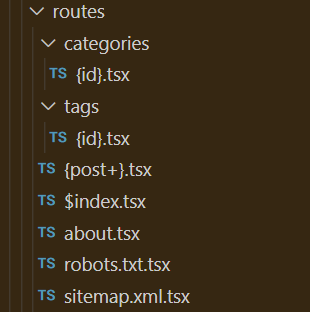 routes
categories
TS {id}.tsx
tags
TS {id}.tsx
TS {post+}.tsx
TS $index.tsx
TS about.tsx
TS robots.txt.tsx
TS sitemap.xml.tsx